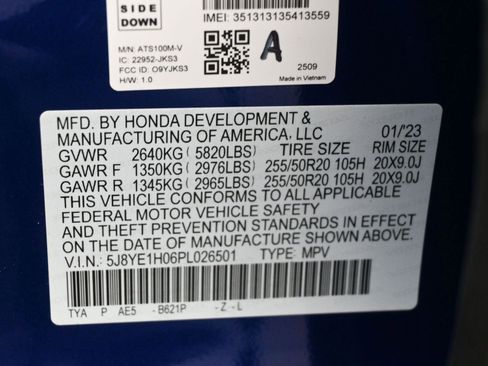 SIDE
DOWN
IMEI: 351313135413559
M/N: ATS100M-V
IC: 22952-JKS3
FCC ID: O9YJKS3
H/W: 1.0
A
2509
Made in Vietnam
MFD. BY HONDA DEVELOPMENT &
MANUFACTURING OF AMERICA, LLC 01/'23
GVWR 2640KG (5820LBS) TIRE SIZE RIM SIZE
GAWR F 1350KG (2976LBS) 255/50R20 105H 20X9.0J
GAWR R 1345KG (2965LBS) 255/50R20 105H 20X9.0J
THIS VEHICLE CONFORMS TO ALL APPLICABLE
FEDERAL MOTOR VEHICLE SAFETY
AND THEFT PREVENTION STANDARDS IN EFFECT
ON THE DATE OF MANUFACTURE SHOWN ABOVE.
V.I.N.: 5J8YE1H06PL026501 TYPE: MPV
TYA P AE5 -B621P -Z-L